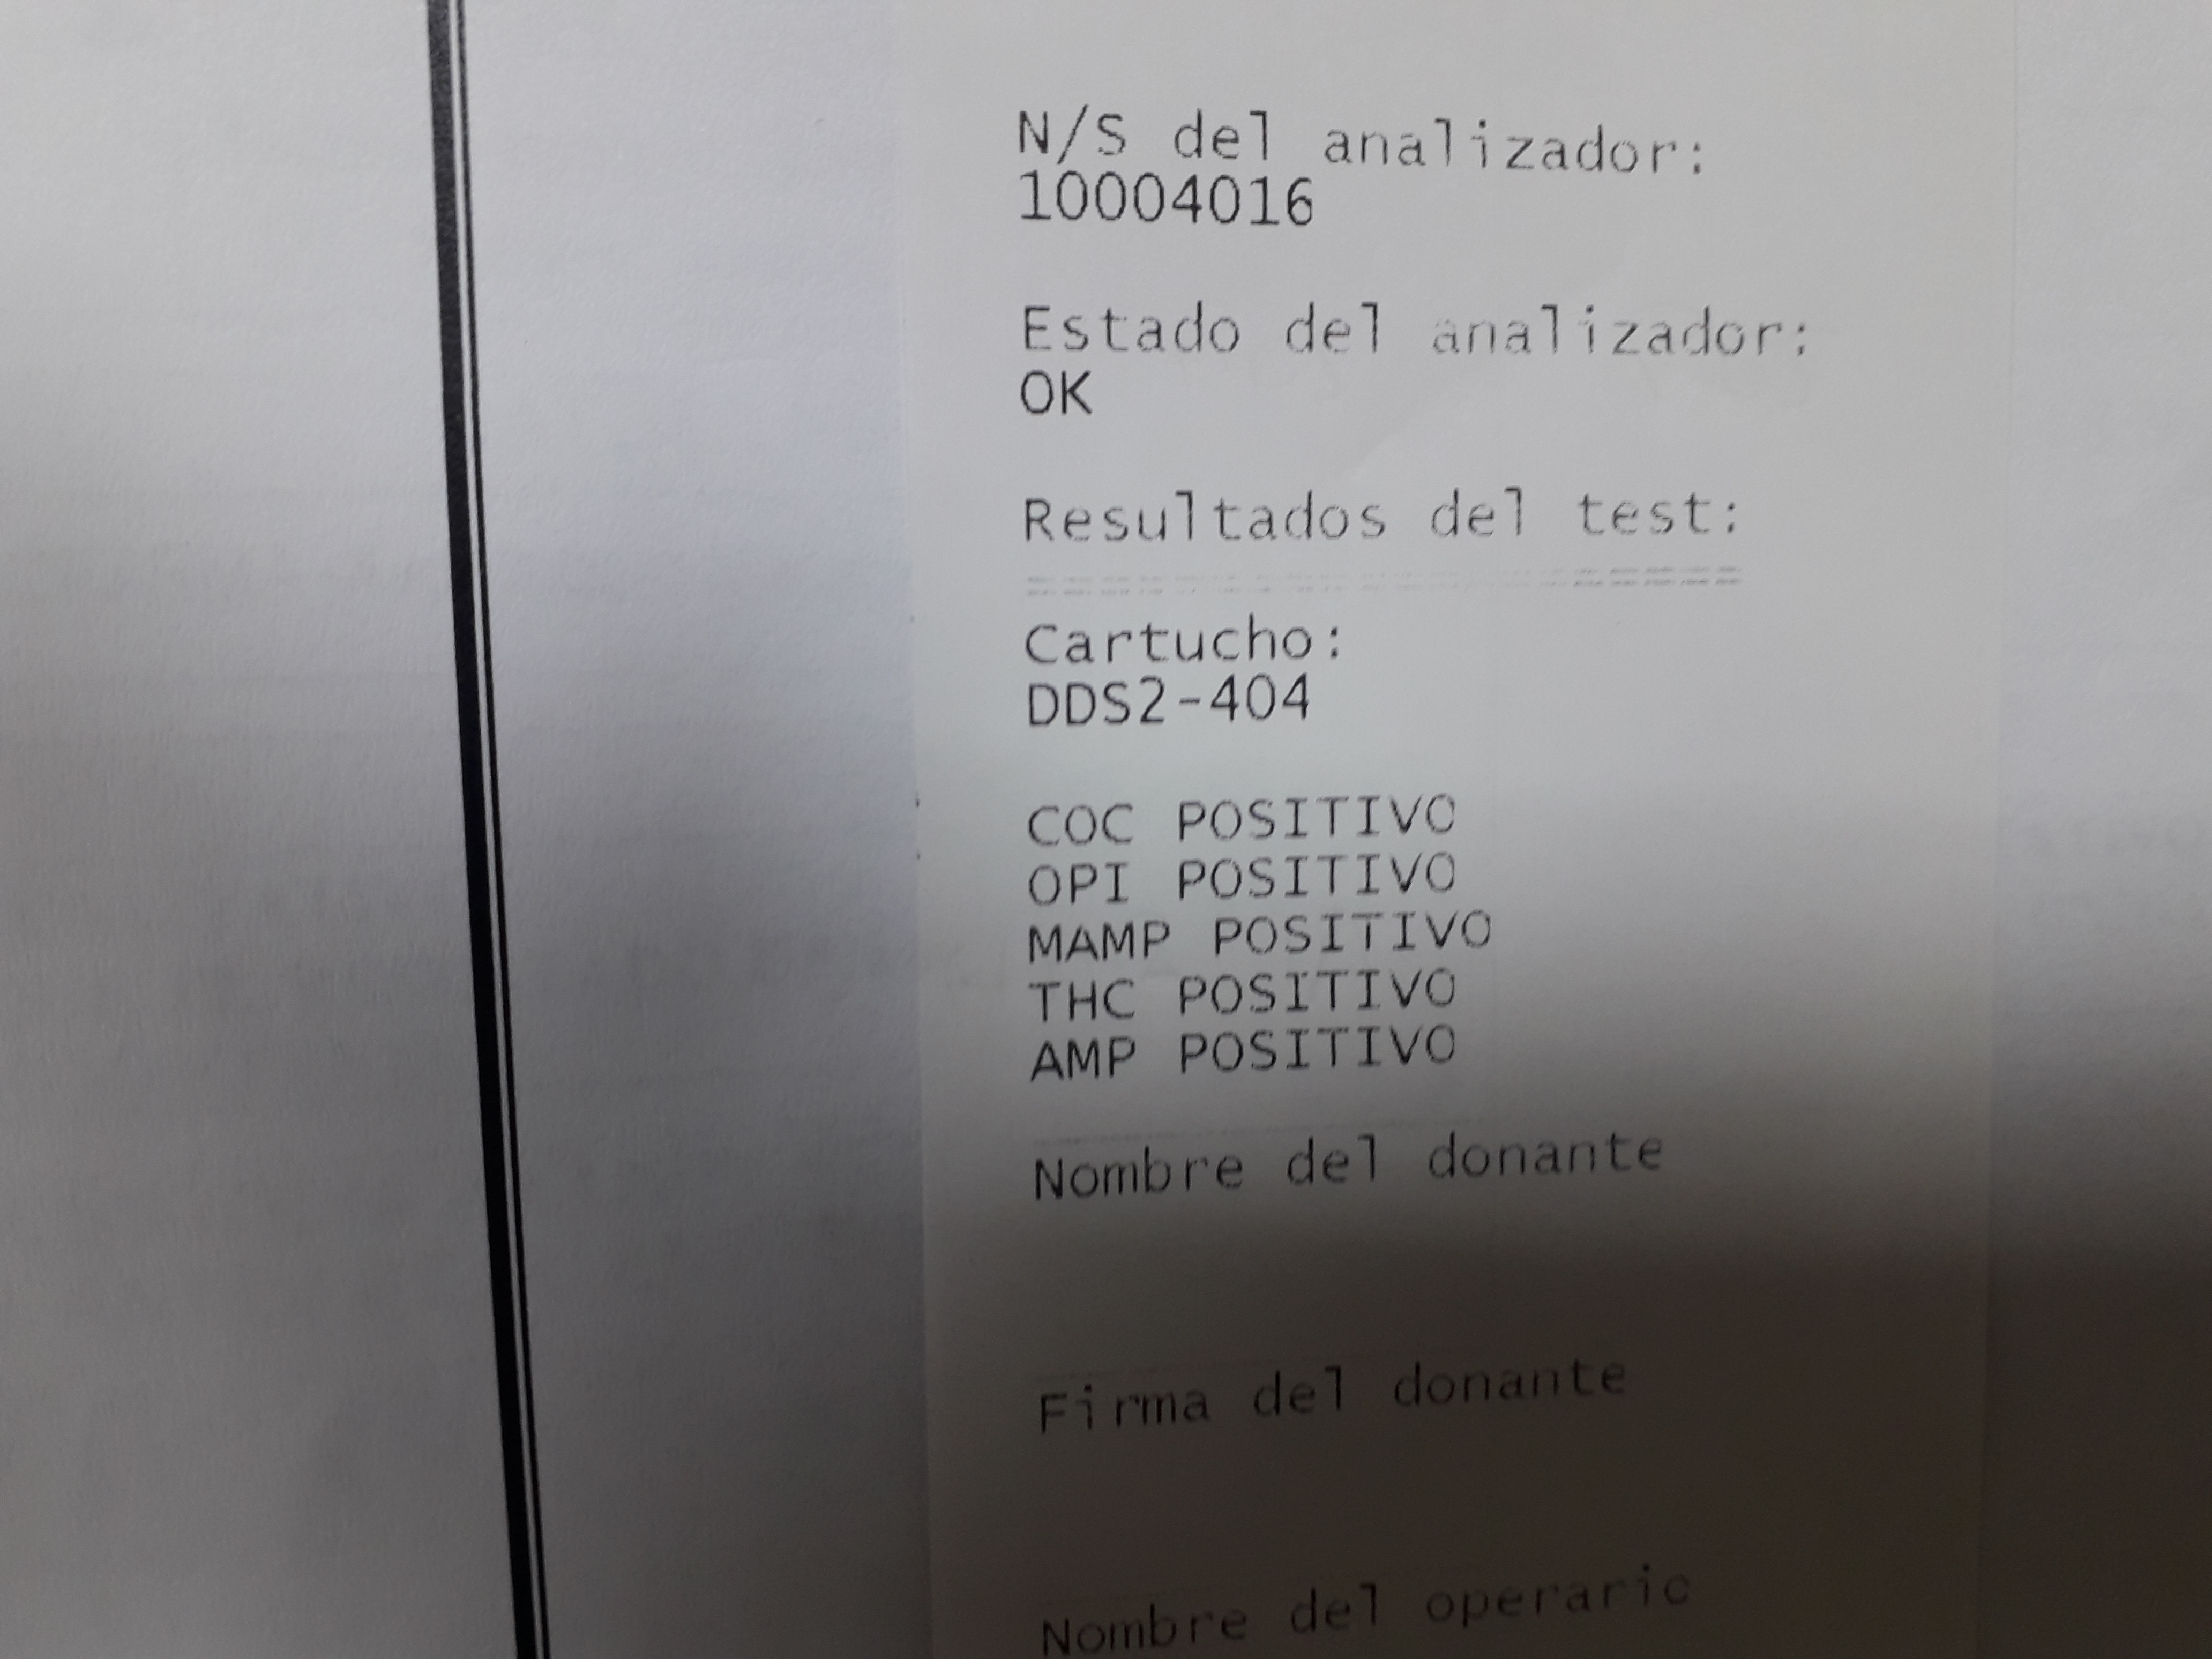 N/S del analizador:
10004016
Estado del analizador:
OK
Resultados del test:
====================
Cartucho:
DDS2-404
COC POSITIVO
OPI POSITIVO
MAMP POSITIVO
THC POSITIVO
AMP POSITIVO
Nombre del donante
Firma del donante
Nombre del operaric